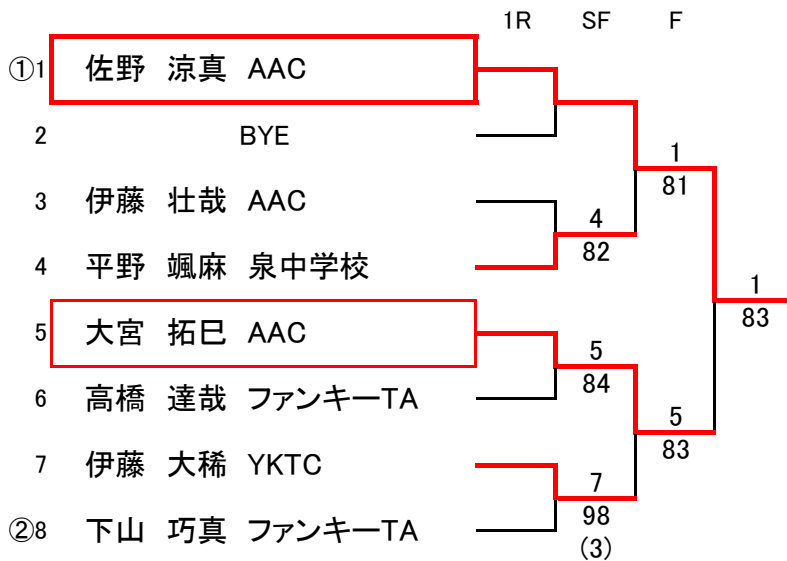 1R SF F
①1 佐野 涼真 AAC
2 BYE
1
81
3 伊藤 壮哉 AAC
4
82
4 平野 颯麻 泉中学校
1
83
5 大宮 拓巳 AAC
5
84
6 高橋 達哉 ファンキーTA
5
83
7 伊藤 大稀 YKTC
7
98
(3)
②8 下山 巧真 ファンキーTA